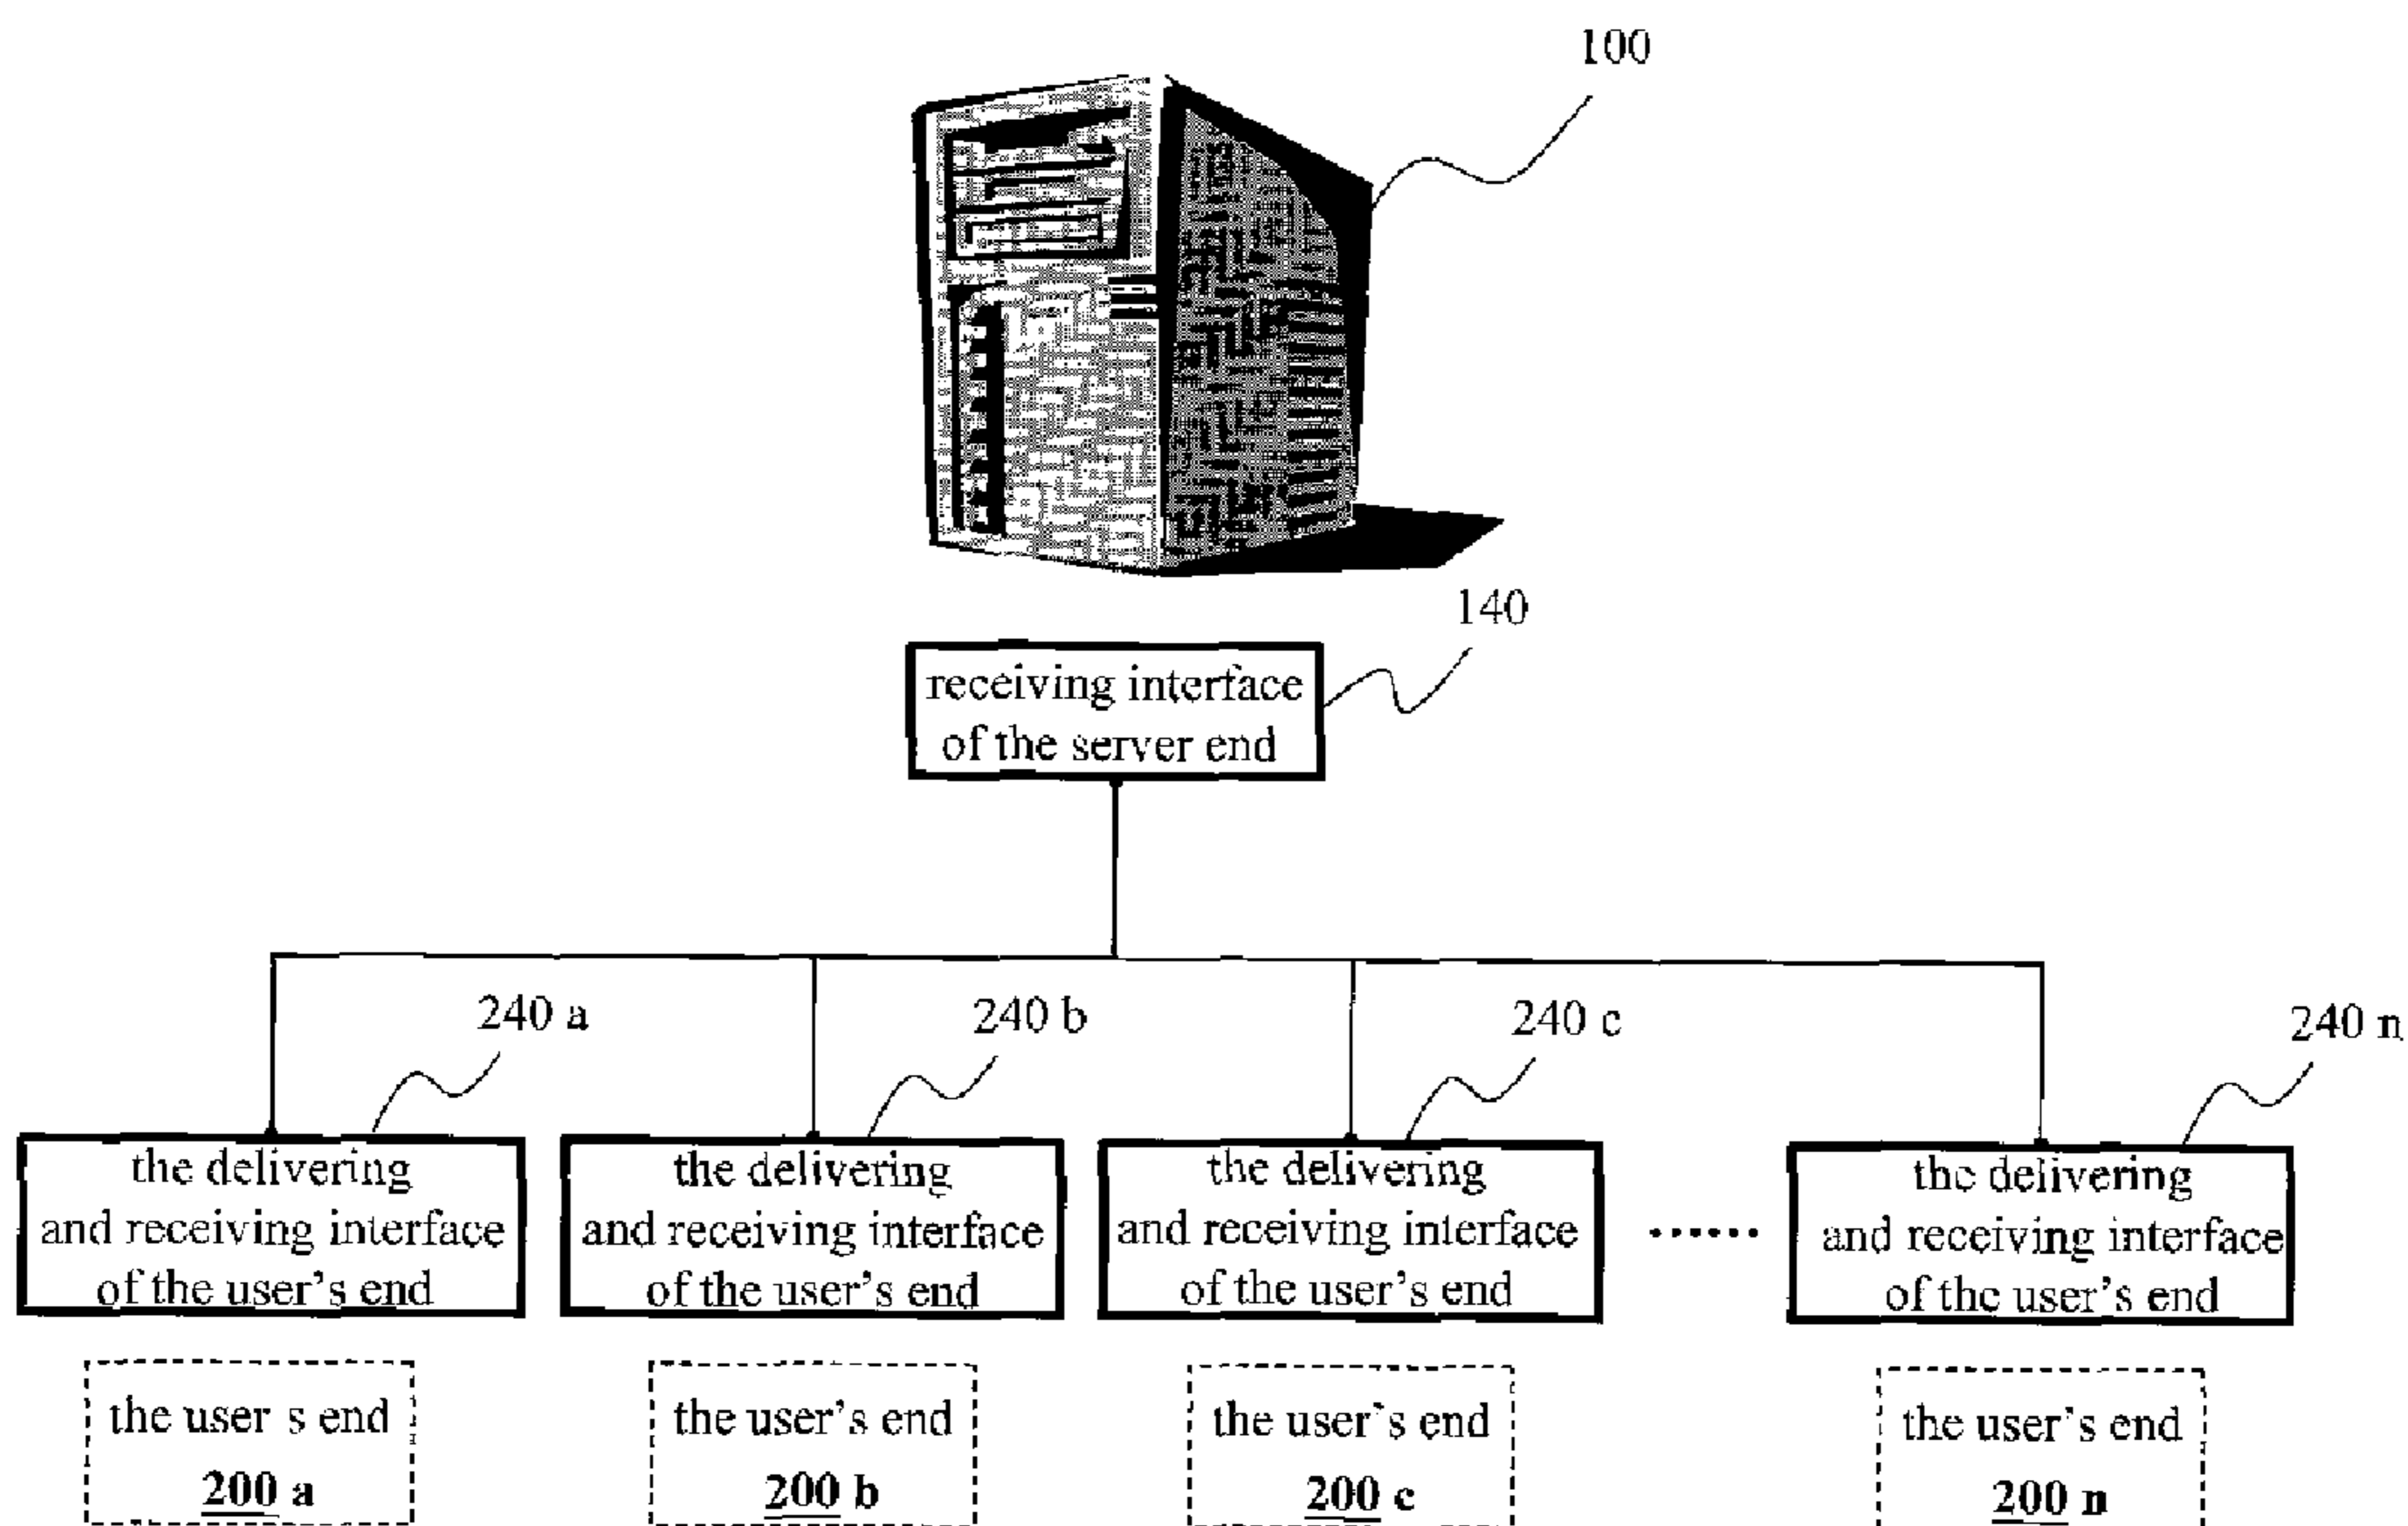 100
140
receiving interface
of the server end
240 a
240 b
240 c
240 n
the delivering
and receiving interface
of the user's end
the delivering
and receiving interface
of the user's end
the delivering
and receiving interface
of the user's end
......
the delivering
and receiving interface
of the user's end
the user s end
200 a
the user's end
200 b
the user's end
200 c
the user's end
200 n